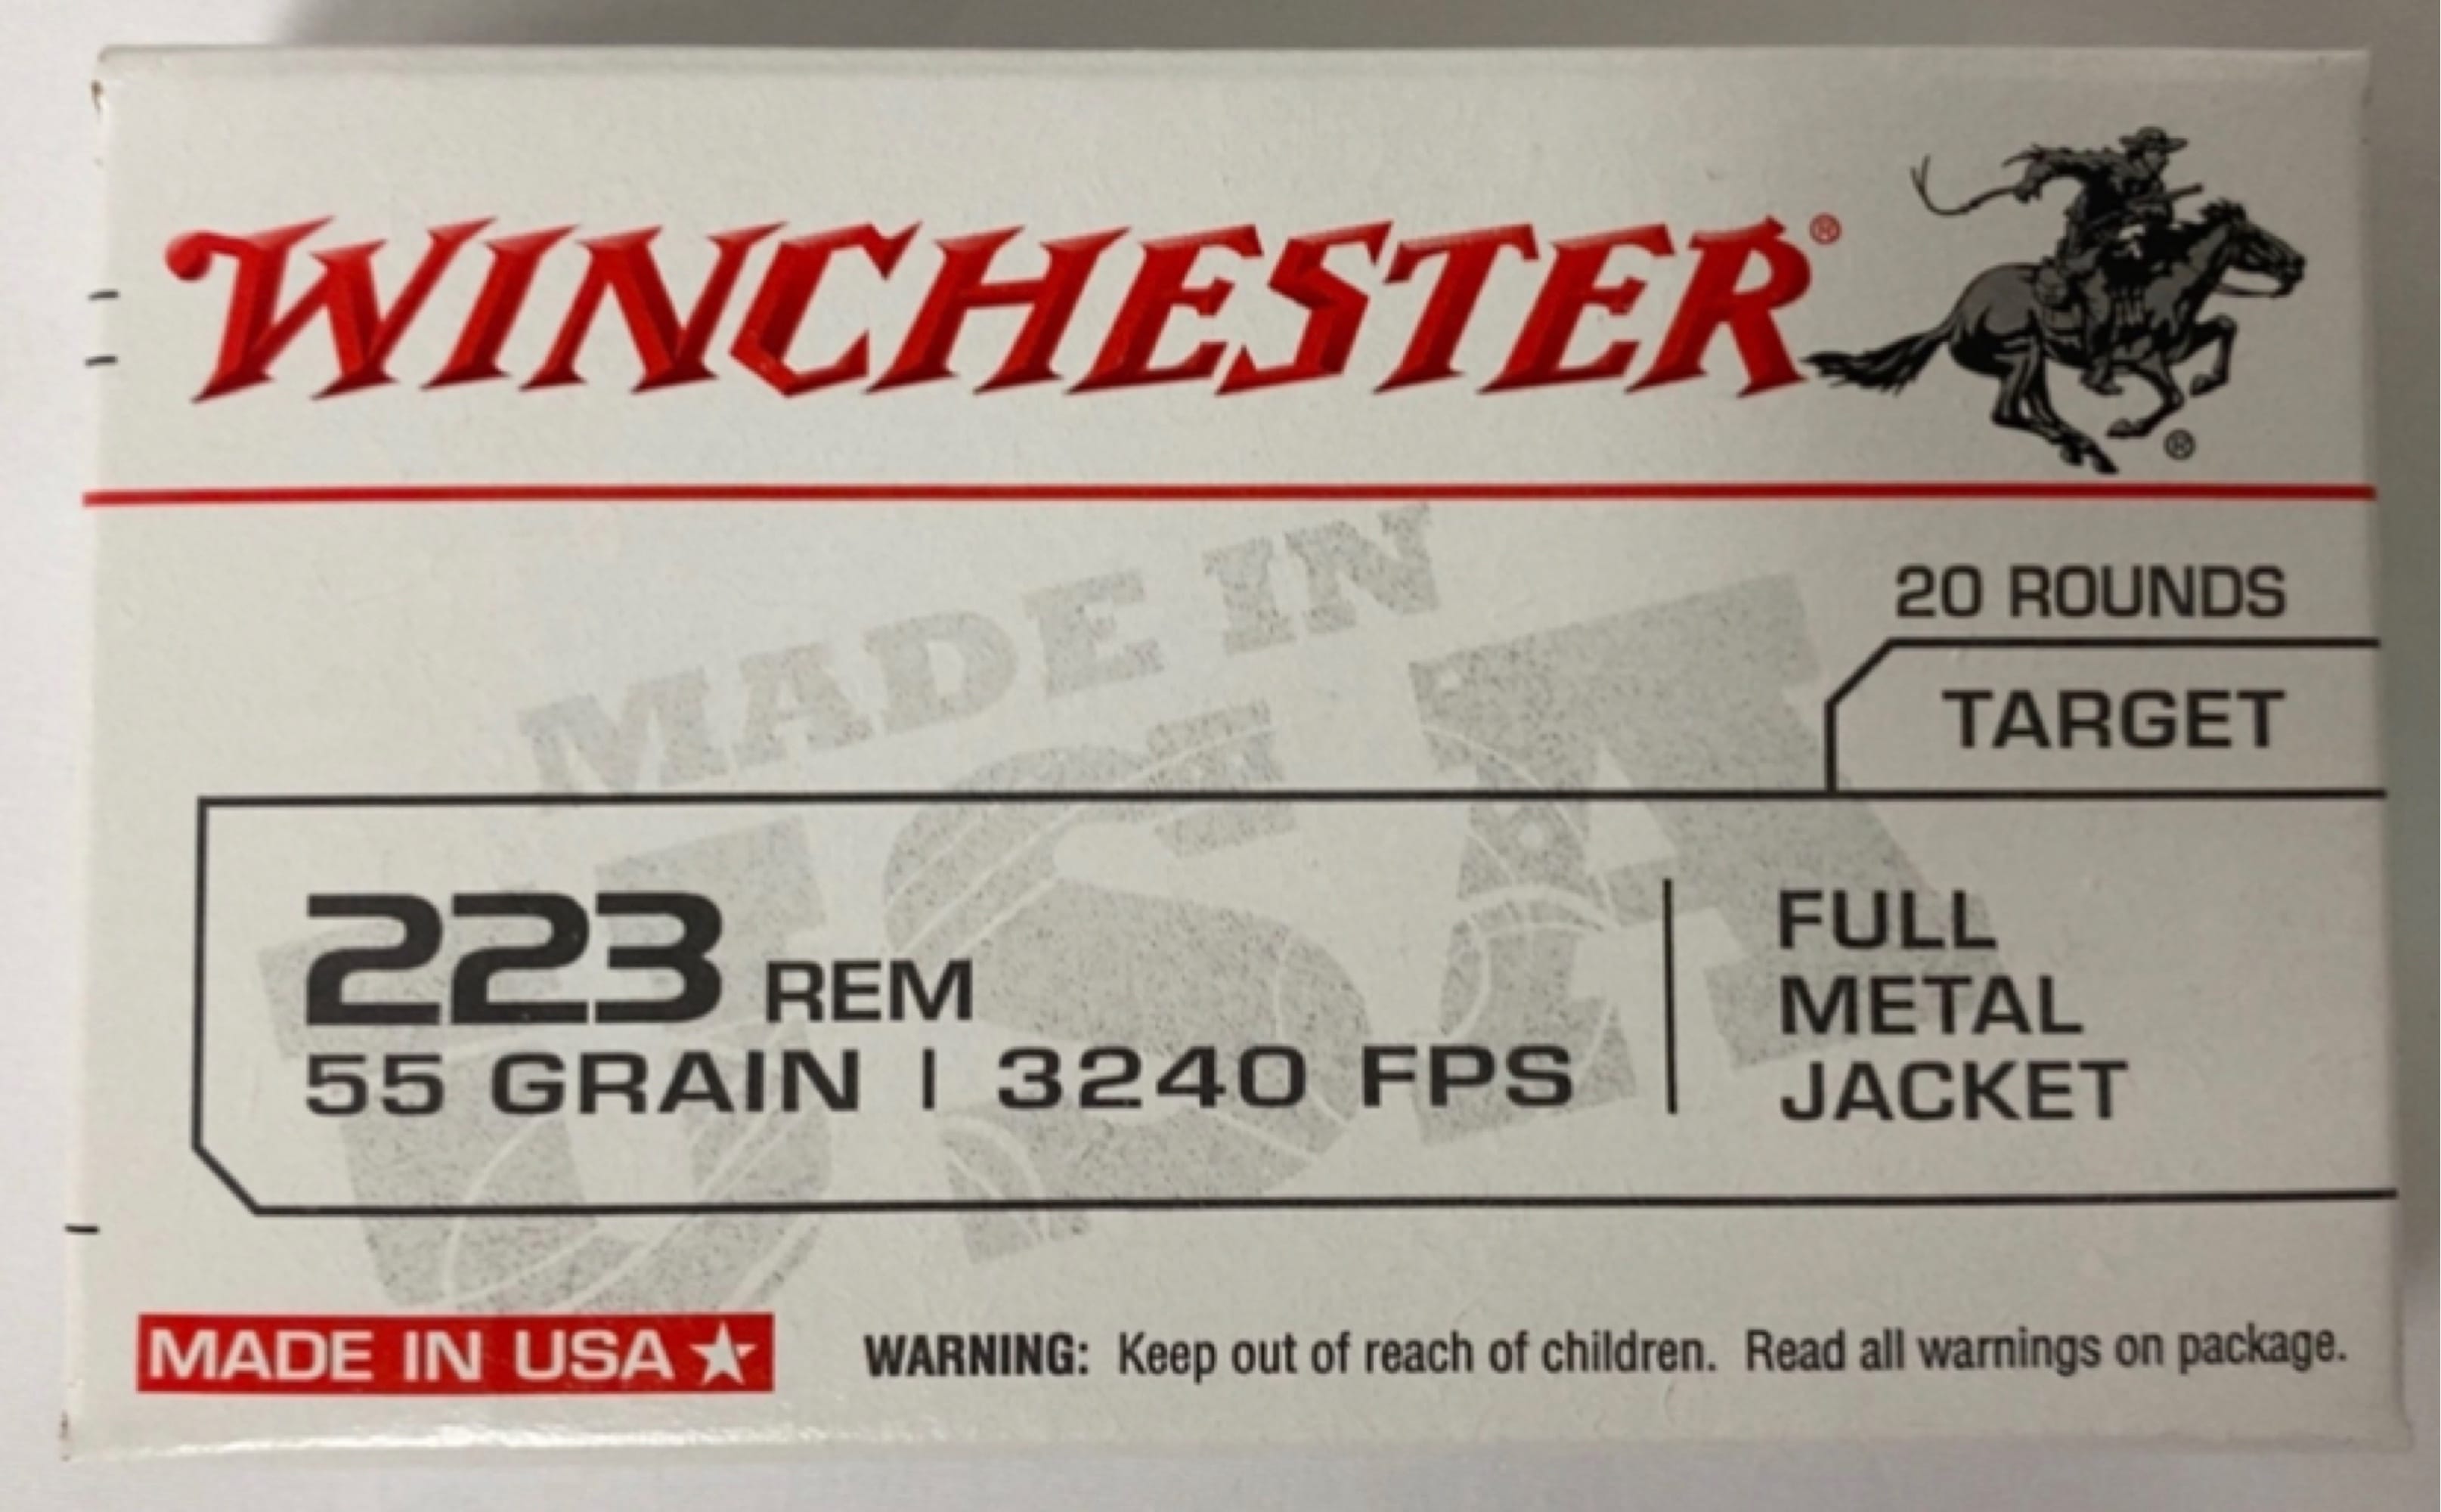 WINCHESTER®
®
MADE IN
USA
20 ROUNDS
TARGET
223 REM
55 GRAIN | 3240 FPS
FULL
METAL
JACKET
MADE IN USA ★
WARNING: Keep out of reach of children. Read all warnings on package.